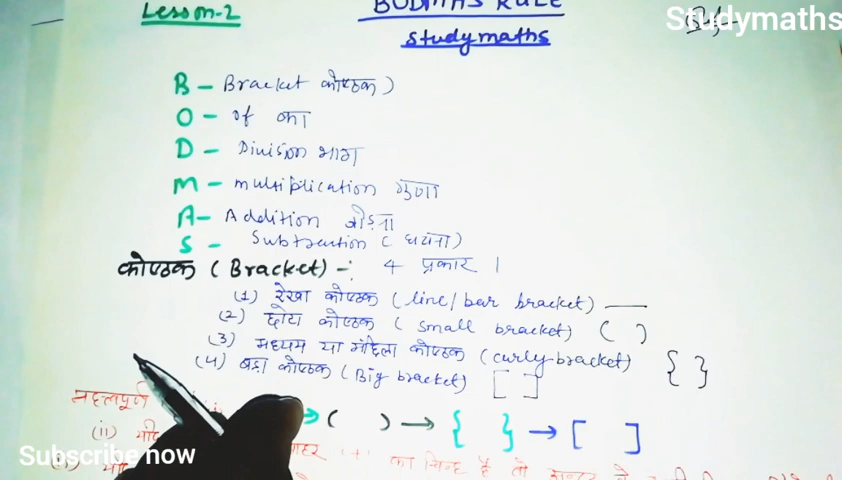 Lesson-2 BODMAS RULE
Studymaths
studymaths
B - Bracket कोष्ठक)
O - of का
D - Division भाग
M - multiplication गुणा
A - Addition जोड़ना
S - Subtraction (घटाना)
कोष्ठक (Bracket) -: 4 प्रकार ।
(1) रेखा कोष्ठक (line/bar bracket) —
(2) छोटा कोष्ठक (small bracket) ( )
(3) मध्यम या मंझिला कोष्ठक (curly bracket) { }
(4) बड़ा कोष्ठक (Big bracket) [ ]
→ ( ) → { } → [ ]
(ii)
का चिन्ह है तो
Subscribe now